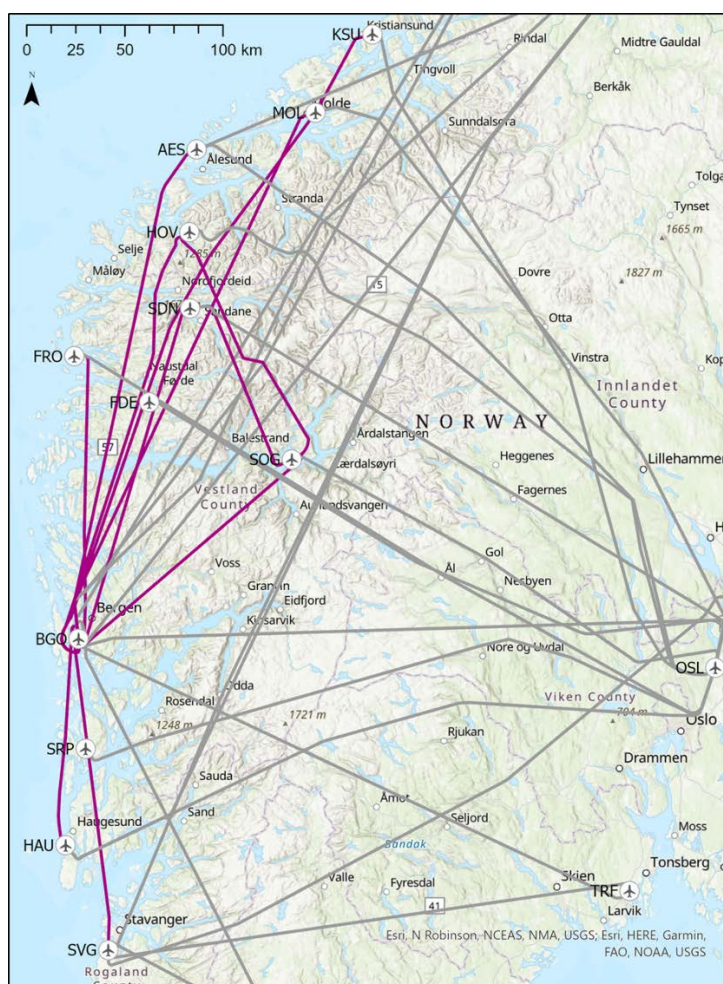 0 25 50 100 km
N
KSU
Kristiansund
Rindal
Midtre Gauldal
Tingvoll
Berkåk
MOL
olde
Sunndalsøra
AES
Ålesund
Tolga
Stranda
Tynset
HOV
1665 m
Selje
1285 m
Dovre
Måløy
Nordfjordeid
15
1827 m
SDN
Sandane
Otta
FRO
Naustdal
Vinstra
Førde
Innlandet
County
FDE
NORWAY
57
Balestrand
Årdalstangen
SOG
Lærdalsøyri
Heggenes
Lillehammer
Vestland
County
Fagernes
Aurlandsvangen
Voss
Ål
Gol
Granvin
Nesbyen
Bergen
Eidfjord
BGO
Kinsarvik
Nore og Uvdal
OSL
Odda
Viken County
Rosendal
704 m
1248 m
1721 m
Oslo
SRP
Rjukan
Drammen
Sauda
Åmot
Haugesund
Sand
Seljord
Moss
HAU
Bandak
Skien
Tonsberg
Valle
Fyresdal
TRF
41
Larvik
Stavanger
SVG
Rogaland
Esri, N Robinson, NCEAS, NMA, USGS; Esri, HERE, Garmin,
FAO, NOAA, USGS